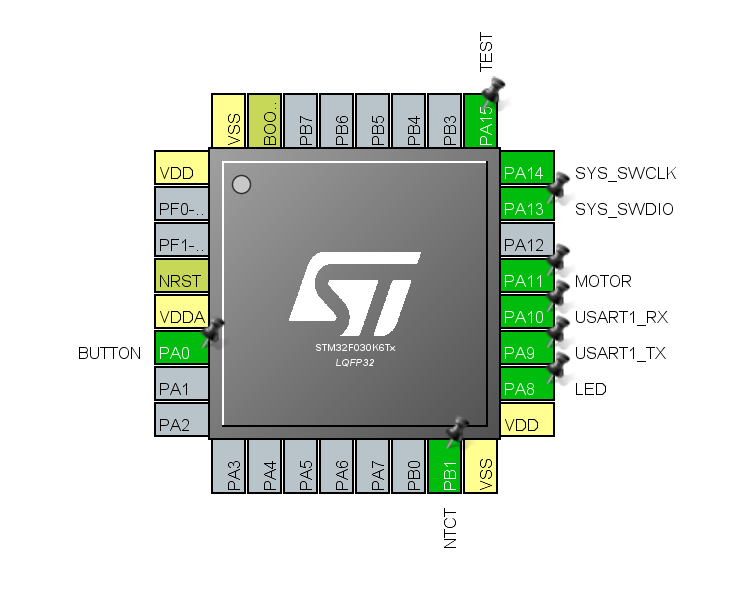 TEST
VSS
BOO..
PB7
PB6
PB5
PB4
PB3
PA15
VDD
PF0-..
PF1-..
NRST
VDDA
BUTTON
PA0
PA1
PA2
ST
STM32F030K6Tx
LQFP32
PA14
SYS_SWCLK
PA13
SYS_SWDIO
PA12
PA11
MOTOR
PA10
USART1_RX
PA9
USART1_TX
PA8
LED
VDD
PA3
PA4
PA5
PA6
PA7
PB0
PB1
VSS
NTCT